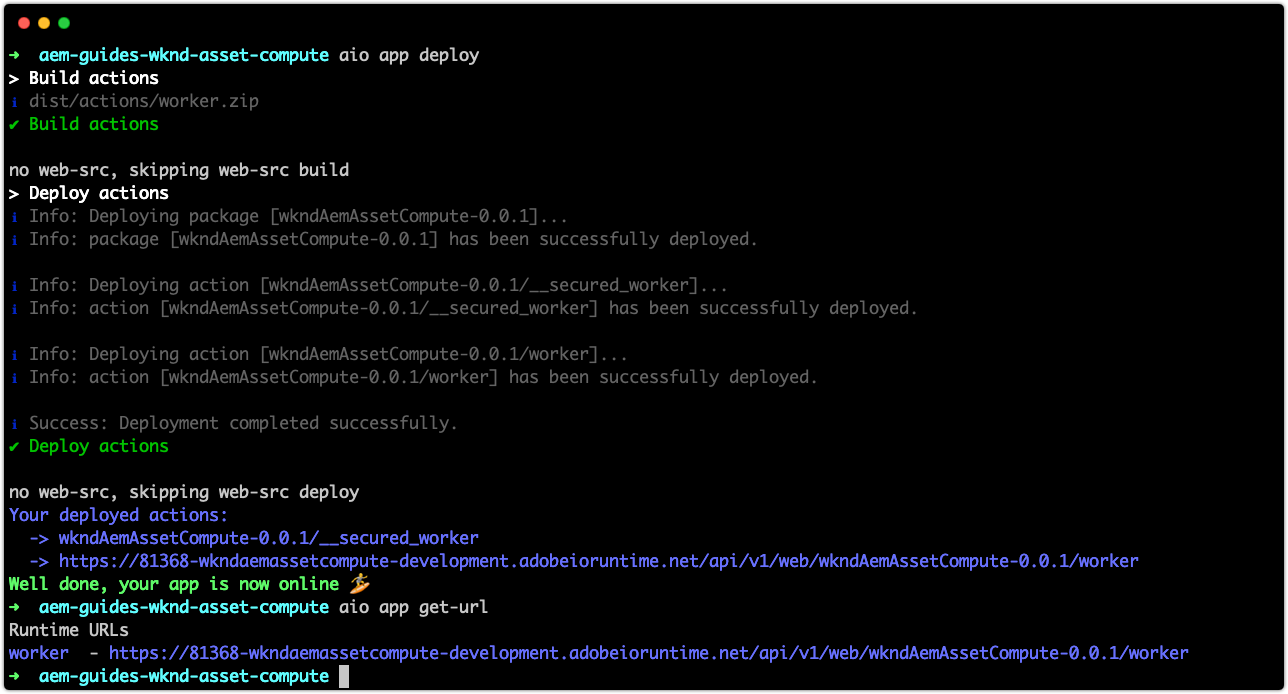 ➜  aem-guides-wknd-asset-compute aio app deploy
> Build actions
ℹ dist/actions/worker.zip
✔ Build actions
no web-src, skipping web-src build
> Deploy actions
ℹ Info: Deploying package [wkndAemAssetCompute-0.0.1]...
ℹ Info: package [wkndAemAssetCompute-0.0.1] has been successfully deployed.
ℹ Info: Deploying action [wkndAemAssetCompute-0.0.1/__secured_worker]...
ℹ Info: action [wkndAemAssetCompute-0.0.1/__secured_worker] has been successfully deployed.
ℹ Info: Deploying action [wkndAemAssetCompute-0.0.1/worker]...
ℹ Info: action [wkndAemAssetCompute-0.0.1/worker] has been successfully deployed.
ℹ Success: Deployment completed successfully.
✔ Deploy actions
no web-src, skipping web-src deploy
Your deployed actions:
  -> wkndAemAssetCompute-0.0.1/__secured_worker
  -> https://81368-wkndaemassetcompute-development.adobeioruntime.net/api/v1/web/wkndAemAssetCompute-0.0.1/worker
Well done, your app is now online 🏄
➜  aem-guides-wknd-asset-compute aio app get-url
Runtime URLs
worker  - https://81368-wkndaemassetcompute-development.adobeioruntime.net/api/v1/web/wkndAemAssetCompute-0.0.1/worker
➜  aem-guides-wknd-asset-compute